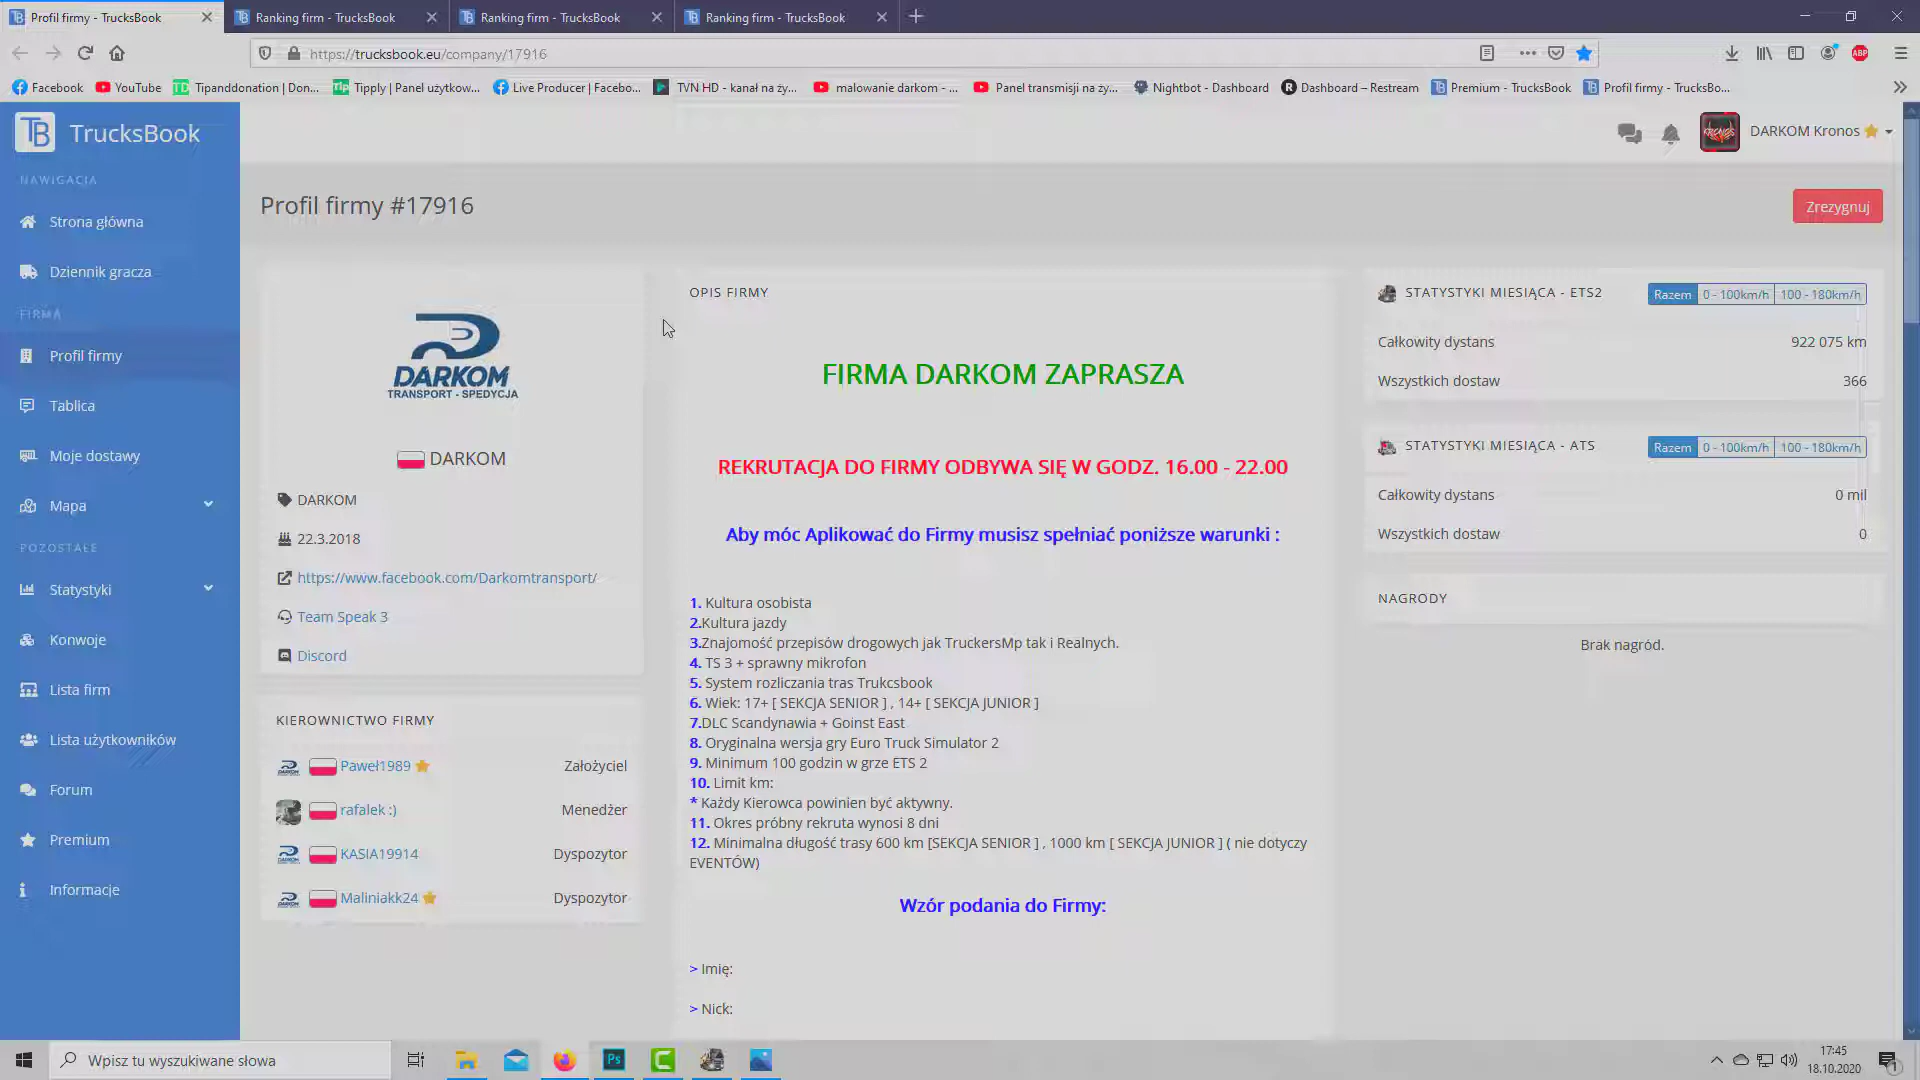 Profil firmy - TrucksBook
Ranking firm - TrucksBook
Ranking firm - TrucksBook
Ranking firm - TrucksBook
https://trucksbook.eu/company/17916
Facebook
YouTube
Tipanddonation | Don...
Tipply | Panel użytkow...
Live Producer | Facebo...
TVN HD - kanał na ży...
malowanie darkom - ...
Panel transmisji na ży...
Nightbot - Dashboard
Dashboard – Restream
Premium - TrucksBook
Profil firmy - TrucksBo...
TB TrucksBook
DARKOM Kronos
NAWIGACJA
Strona główna
Dziennik gracza
FIRMA
Profil firmy
Tablica
Moje dostawy
Mapa
POZOSTAŁE
Statystyki
Konwoje
Lista firm
Lista użytkowników
Forum
Premium
Informacje
Profil firmy #17916
Zrezygnuj
DARKOM
TRANSPORT - SPEDYCJA
DARKOM
DARKOM
22.3.2018
https://www.facebook.com/Darkomtransport/
Team Speak 3
Discord
KIEROWNICTWO FIRMY
Paweł1989 Założyciel
rafalek :) Menedżer
KASIA19914 Dyspozytor
Maliniakk24 Dyspozytor
OPIS FIRMY
FIRMA DARKOM ZAPRASZA
REKRUTACJA DO FIRMY ODBYWA SIĘ W GODZ. 16.00 - 22.00
Aby móc Aplikować do Firmy musisz spełniać poniższe warunki :
1. Kultura osobista
2.Kultura jazdy
3.Znajomość przepisów drogowych jak TruckersMp tak i Realnych.
4. TS 3 + sprawny mikrofon
5. System rozliczania tras Trukcsbook
6. Wiek: 17+ [ SEKCJA SENIOR ] , 14+ [ SEKCJA JUNIOR ]
7.DLC Scandynawia + Goinst East
8. Oryginalna wersja gry Euro Truck Simulator 2
9. Minimum 100 godzin w grze ETS 2
10. Limit km:
* Każdy Kierowca powinien być aktywny.
11. Okres próbny rekruta wynosi 8 dni
12. Minimalna długość trasy 600 km [SEKCJA SENIOR ] , 1000 km [ SEKCJA JUNIOR ] ( nie dotyczy
EVENTÓW)
Wzór podania do Firmy:
> Imię:
> Nick:
STATYSTYKI MIESIĄCA - ETS2
Razem 0 - 100km/h 100 - 180km/h
Całkowity dystans 922 075 km
Wszystkich dostaw 366
STATYSTYKI MIESIĄCA - ATS
Razem 0 - 100km/h 100 - 180km/h
Całkowity dystans 0 mil
Wszystkich dostaw 0
NAGRODY
Brak nagród.
Wpisz tu wyszukiwane słowa
Ps
17:45
18.10.2020